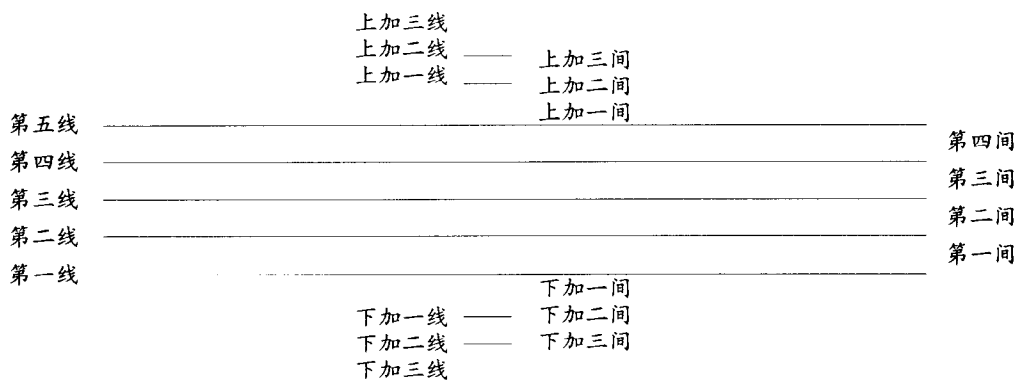 上加三线
上加二线
上加三间
上加一线
上加二间
上加一间
第五线
第四间
第四线
第三间
第三线
第二间
第二线
第一间
第一线
下加一间
下加一线
下加二间
下加二线
下加三间
下加三线